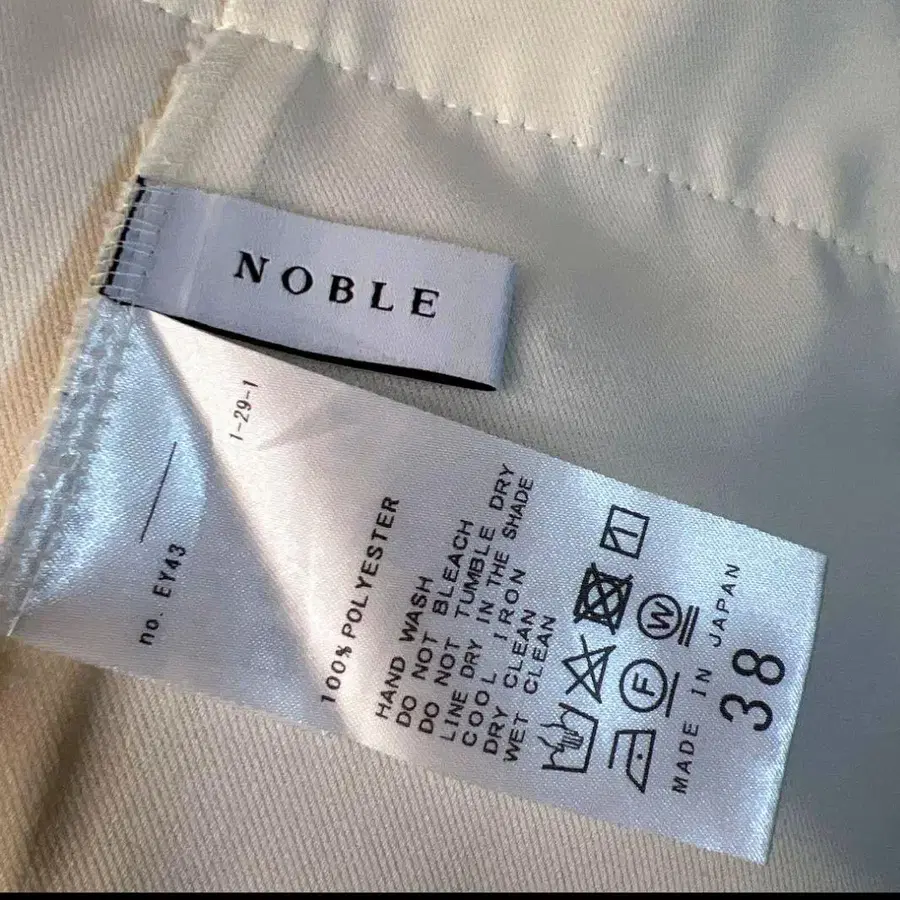 NOBLE
no. EY43
1-29-1
100% POLYESTER
HAND WASH
DO NOT BLEACH
DO NOT TUMBLE DRY
LINE DRY IN THE SHADE
COOL IRON
DRY CLEAN
WET CLEAN
F
W
MADE IN JAPAN
38